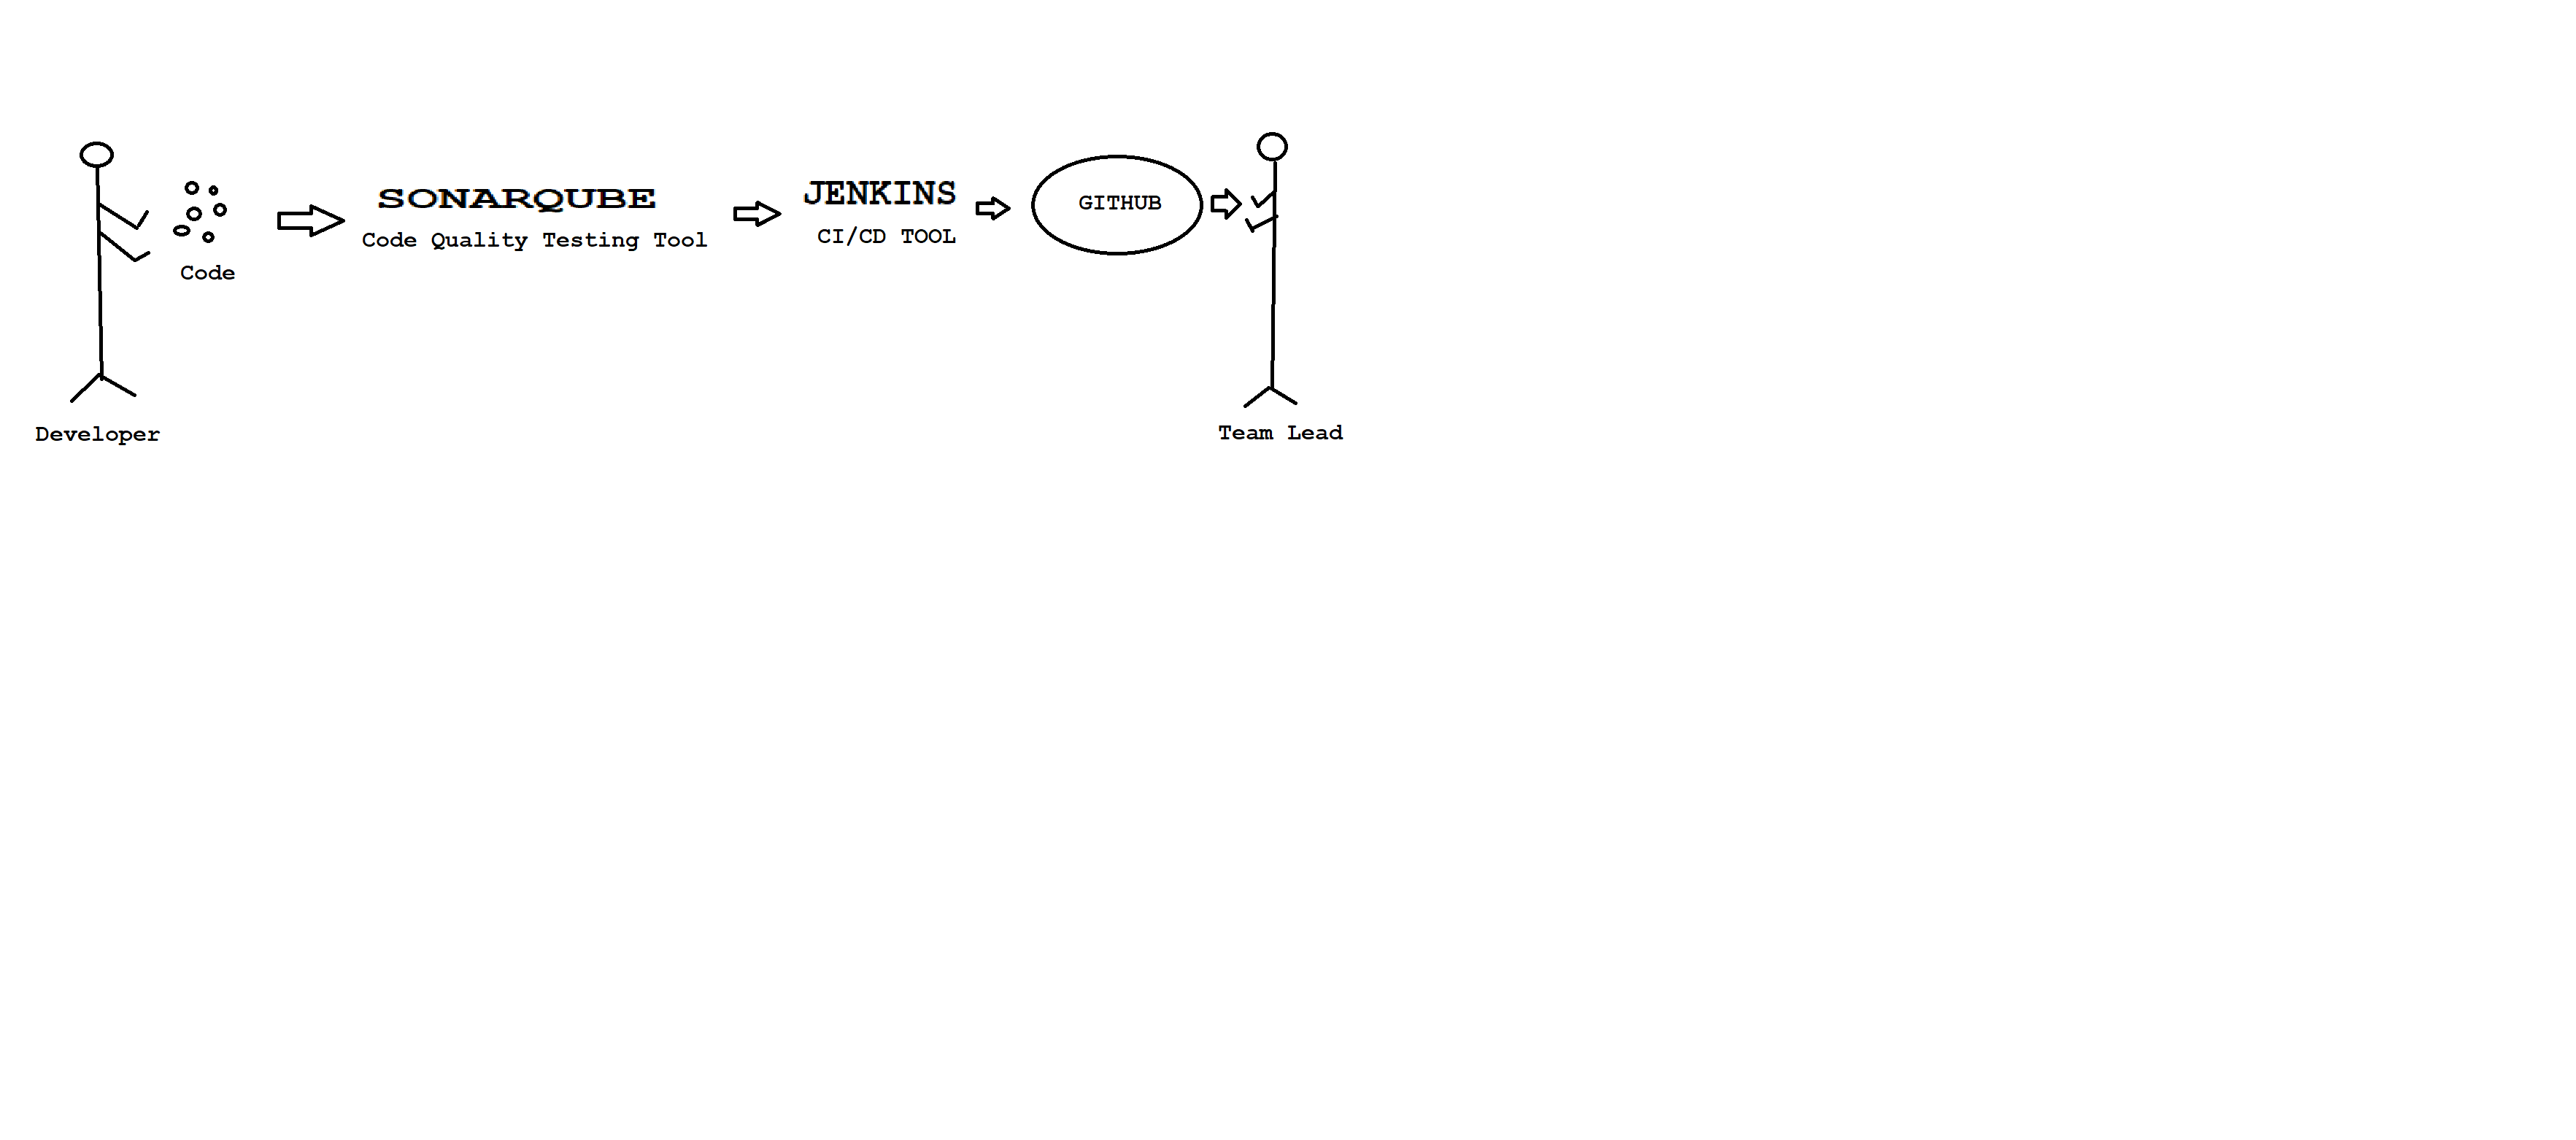 SONARQUBE
Code Quality Testing Tool
JENKINS
CI/CD TOOL
GITHUB
Code
Developer
Team Lead